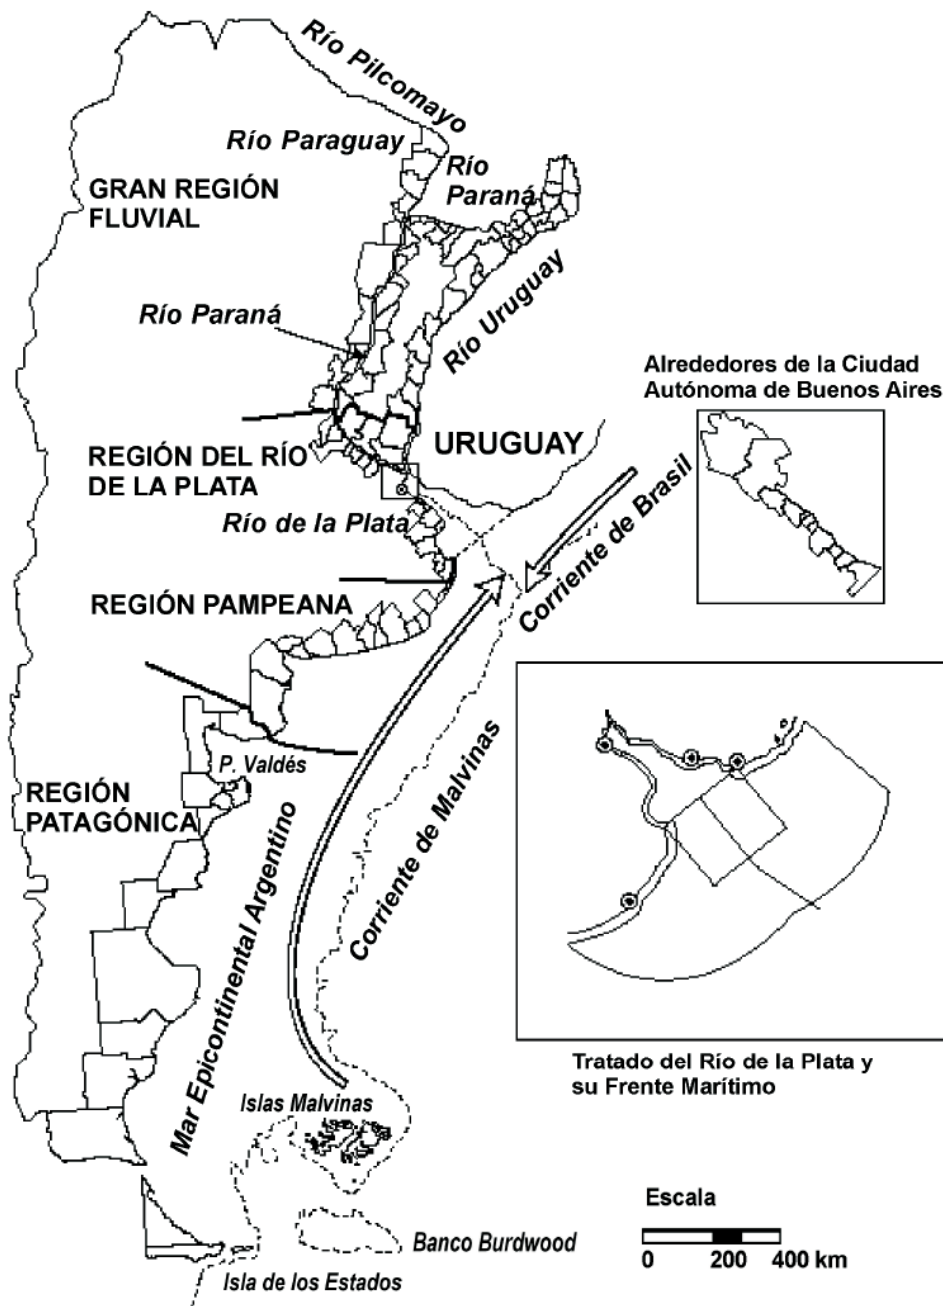 Río Pilcomayo
Río Paraguay
Río
Paraná
GRAN REGIÓN
FLUVIAL
Río Paraná
Río Uruguay
Alrededores de la Ciudad
Autónoma de Buenos Aires
URUGUAY
REGIÓN DEL RÍO
DE LA PLATA
Río de la Plata
Corriente de Brasil
REGIÓN PAMPEANA
P. Valdés
REGIÓN
PATAGÓNICA
Mar Epicontinental Argentino
Corriente de Malvinas
Tratado del Río de la Plata y
su Frente Marítimo
Islas Malvinas
Escala
0 200 400 km
Banco Burdwood
Isla de los Estados